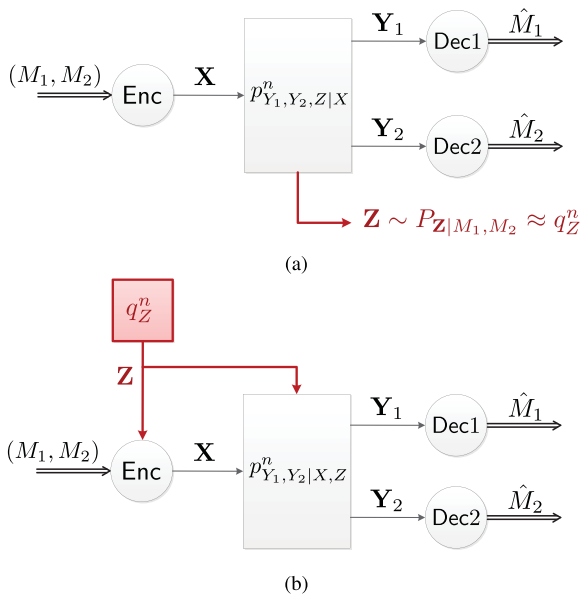 (M_1, M_2)
Enc
X
p^n_{Y_1,Y_2,Z|X}
Y_1
Dec1
\hat{M}_1
Y_2
Dec2
\hat{M}_2
Z ∼ P_{Z|M_1,M_2} ≈ q^n_Z
(a)
q^n_Z
Z
(M_1, M_2)
Enc
X
p^n_{Y_1,Y_2|X,Z}
Y_1
Dec1
\hat{M}_1
Y_2
Dec2
\hat{M}_2
(b)